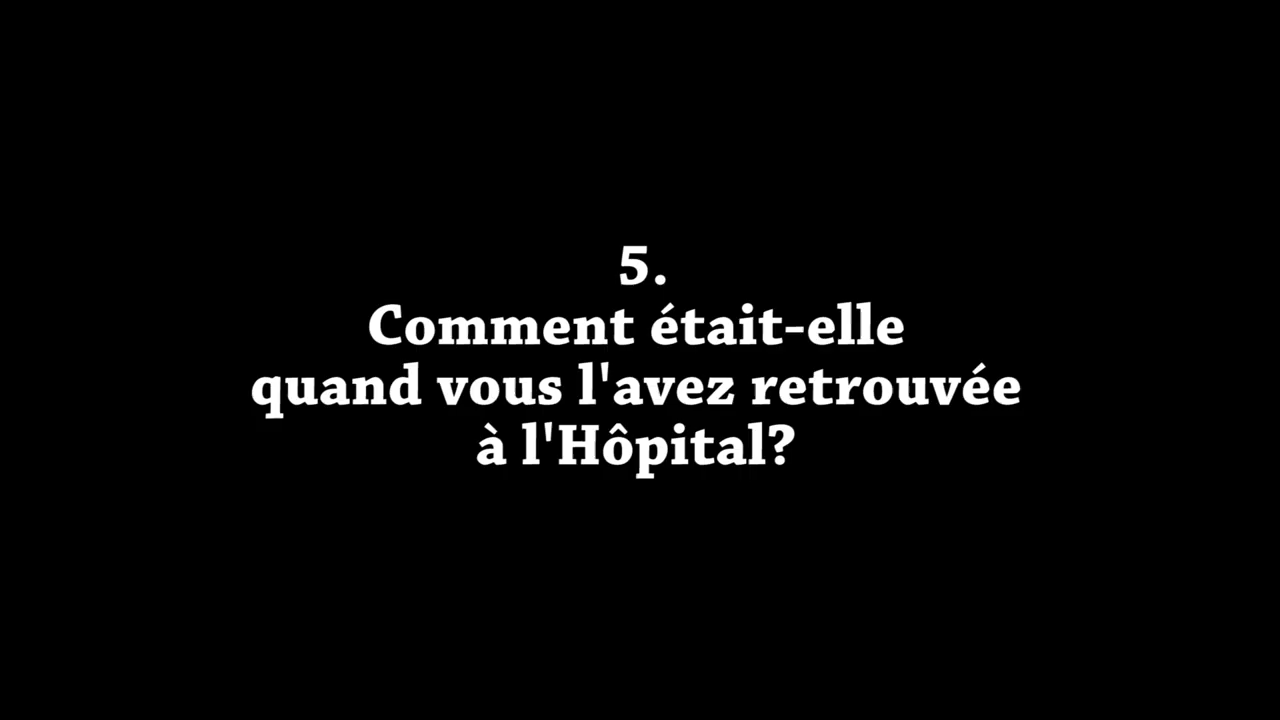 5.
Comment était-elle
quand vous l'avez retrouvée
à l'Hôpital?